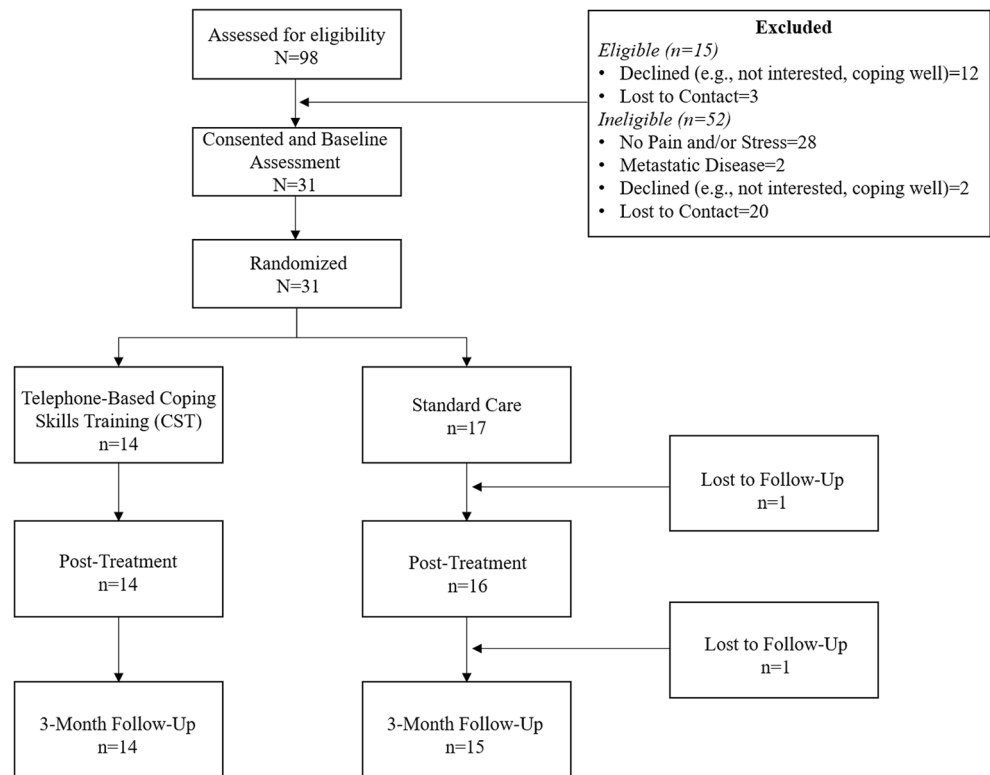 Assessed for eligibility
N=98
Excluded
Eligible (n=15)
• Declined (e.g., not interested, coping well)=12
• Lost to Contact=3
Ineligible (n=52)
• No Pain and/or Stress=28
• Metastatic Disease=2
• Declined (e.g., not interested, coping well)=2
• Lost to Contact=20
Consented and Baseline
Assessment
N=31
Randomized
N=31
Telephone-Based Coping
Skills Training (CST)
n=14
Standard Care
n=17
Lost to Follow-Up
n=1
Post-Treatment
n=14
Post-Treatment
n=16
Lost to Follow-Up
n=1
3-Month Follow-Up
n=14
3-Month Follow-Up
n=15